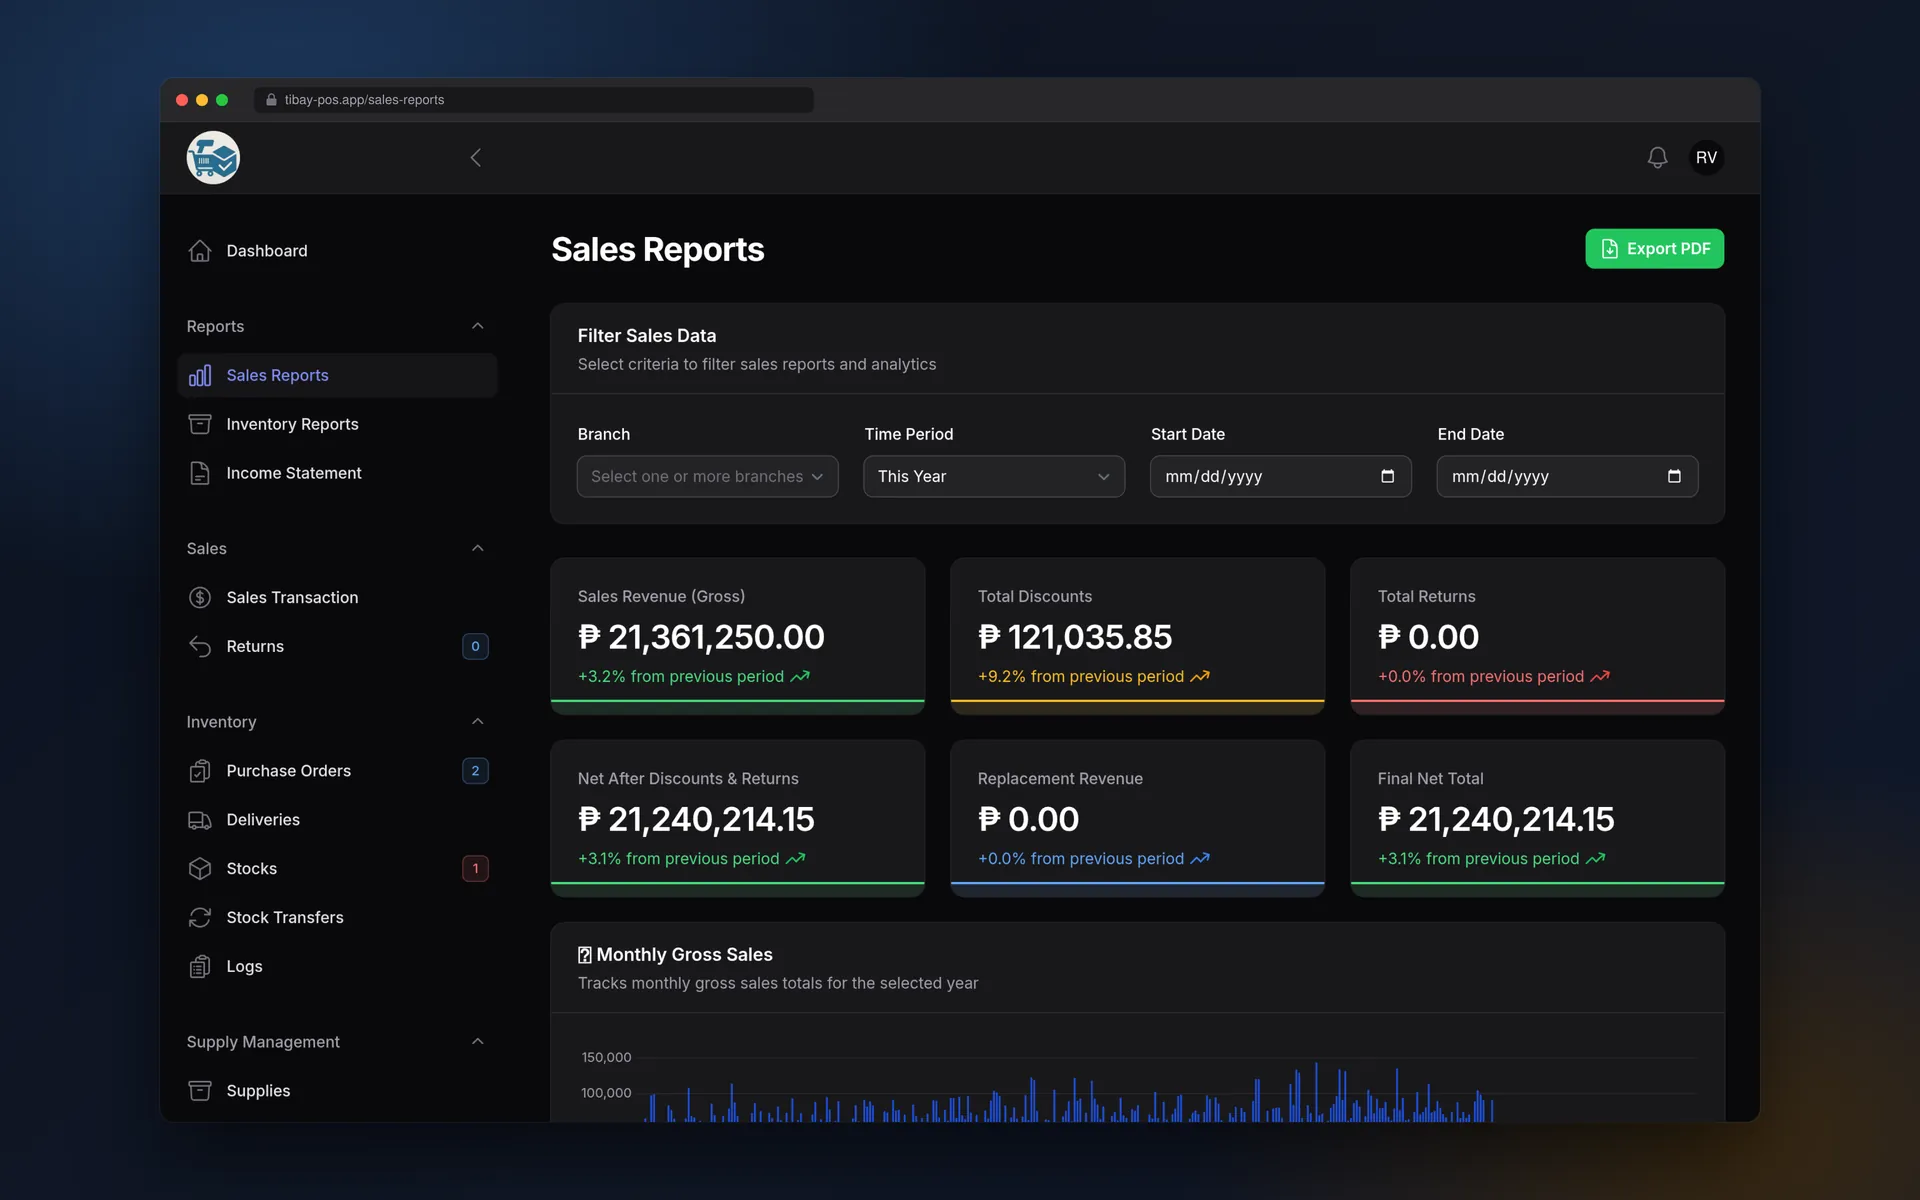 tibay-pos.app/sales-reports
T
RV
Dashboard
Reports
Sales Reports
Inventory Reports
Income Statement
Sales
Sales Transaction
Returns 0
Inventory
Purchase Orders 2
Deliveries
Stocks 1
Stock Transfers
Logs
Supply Management
Supplies
Sales Reports
Export PDF
Filter Sales Data
Select criteria to filter sales reports and analytics
Branch
Select one or more branches
Time Period
This Year
Start Date
mm/dd/yyyy
End Date
mm/dd/yyyy
Sales Revenue (Gross)
₱ 21,361,250.00
+3.2% from previous period
Total Discounts
₱ 121,035.85
+9.2% from previous period
Total Returns
₱ 0.00
+0.0% from previous period
Net After Discounts & Returns
₱ 21,240,214.15
+3.1% from previous period
Replacement Revenue
₱ 0.00
+0.0% from previous period
Final Net Total
₱ 21,240,214.15
+3.1% from previous period
Monthly Gross Sales
Tracks monthly gross sales totals for the selected year
150,000
100,000